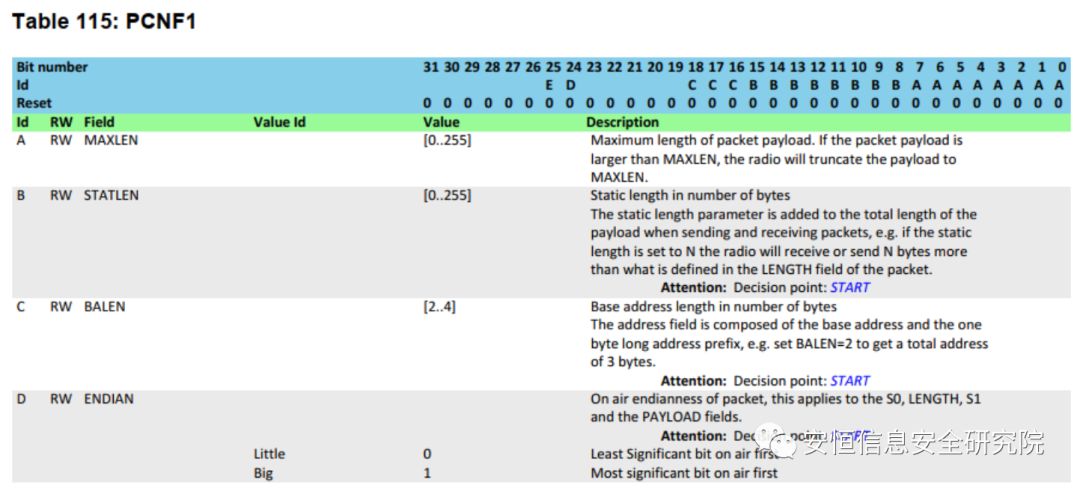 Table 115: PCNF1
Bit number 31 30 29 28 27 26 25 24 23 22 21 20 19 18 17 16 15 14 13 12 11 10 9 8 7 6 5 4 3 2 1 0
Id E D C C C B B B B B B B B A A A A A A A A
Reset 0 0 0 0 0 0 0 0 0 0 0 0 0 0 0 0 0 0 0 0 0 0 0 0 0 0 0 0 0 0 0 0
Id RW Field Value Id Value Description
A RW MAXLEN [0..255] Maximum length of packet payload. If the packet payload is
larger than MAXLEN, the radio will truncate the payload to
MAXLEN.
B RW STATLEN [0..255] Static length in number of bytes
The static length parameter is added to the total length of the
payload when sending and receiving packets, e.g. if the static
length is set to N the radio will receive or send N bytes more
than what is defined in the LENGTH field of the packet.
Attention: Decision point: START
C RW BALEN [2..4] Base address length in number of bytes
The address field is composed of the base address and the one
byte long address prefix, e.g. set BALEN=2 to get a total address
of 3 bytes.
Attention: Decision point: START
D RW ENDIAN On air endianness of packet, this applies to the S0, LENGTH, S1
and the PAYLOAD fields.
Attention: point:
Little 0 Least Significant bit on air first
Big 1 Most significant bit on air first
安恒信息安全研究院